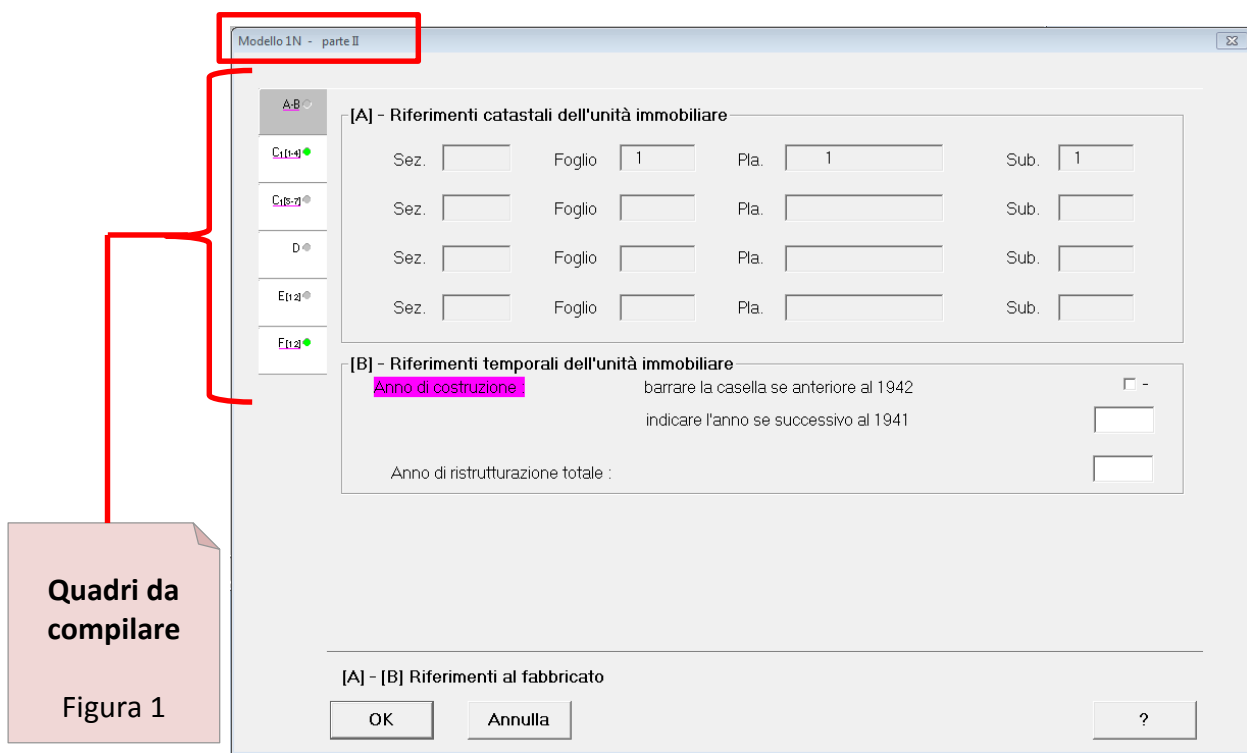 Modello 1N - parte II
A-B
[A] - Riferimenti catastali dell'unità immobiliare
Sez. Foglio 1 Pla. 1 Sub. 1
C1[1-4]
Sez. Foglio Pla. Sub.
C1[5-7]
Sez. Foglio Pla. Sub.
D
Sez. Foglio Pla. Sub.
E[1 2]
F[1 2]
[B] - Riferimenti temporali dell'unità immobiliare
Anno di costruzione : barrare la casella se anteriore al 1942 -
indicare l'anno se successivo al 1941
Anno di ristrutturazione totale :
Quadri da
compilare
Figura 1
[A] - [B] Riferimenti al fabbricato
OK Annulla ?